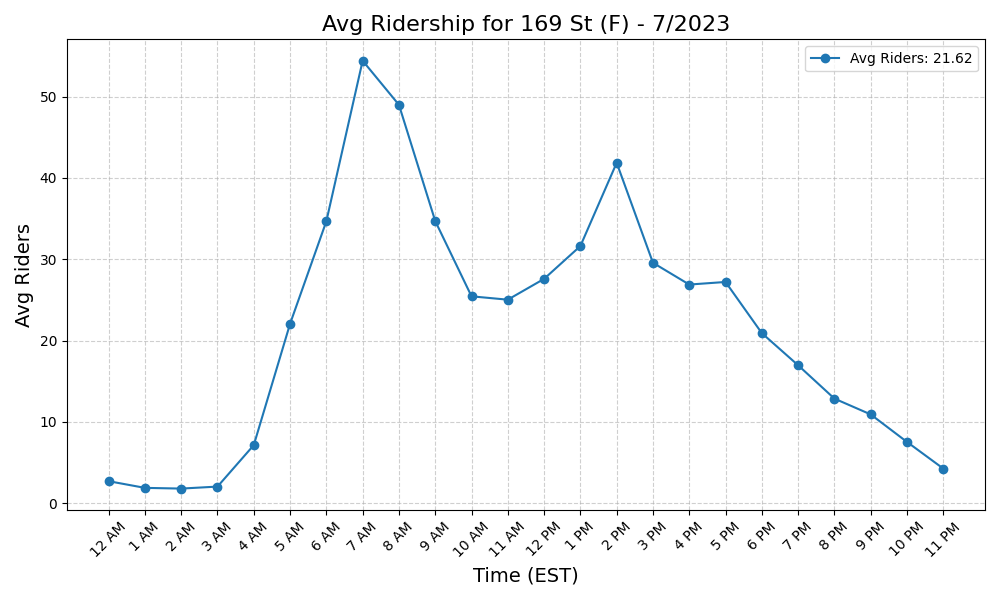 Avg Ridership for 169 St (F) - 7/2023
Avg Riders: 21.62
Avg Riders
50
40
30
20
10
0
12 AM
1 AM
2 AM
3 AM
4 AM
5 AM
6 AM
7 AM
8 AM
9 AM
10 AM
11 AM
12 PM
1 PM
2 PM
3 PM
4 PM
5 PM
6 PM
7 PM
8 PM
9 PM
10 PM
11 PM
Time (EST)